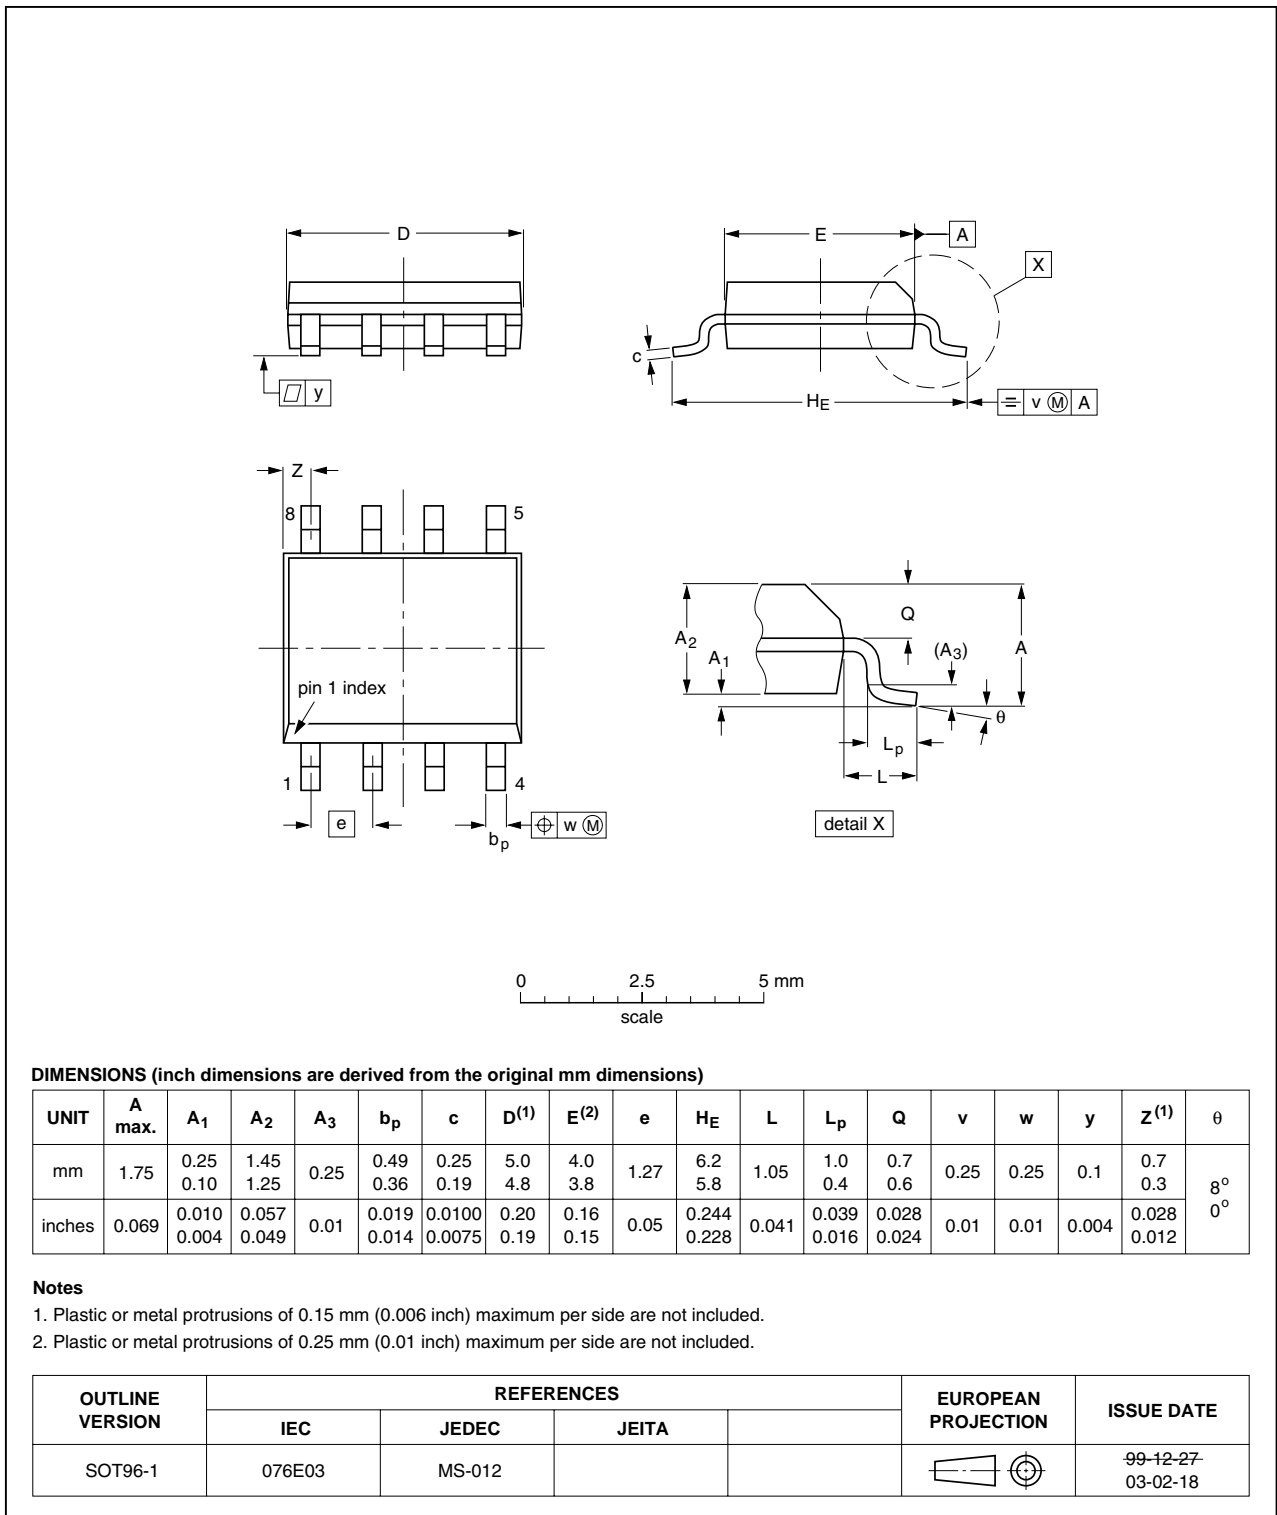 D
E
A
X
c
y
HE
v M A
Z
8
5
pin 1 index
1
4
e
w M
bp
Q
A2
A1
(A3)
A
θ
Lp
L
detail X
0 2.5 5 mm
scale
DIMENSIONS (inch dimensions are derived from the original mm dimensions)
UNIT A max. A1 A2 A3 bp c D(1) E(2) e HE L Lp Q v w y Z(1) θ
mm 1.75 0.25 0.10 1.45 1.25 0.25 0.49 0.36 0.25 0.19 5.0 4.8 4.0 3.8 1.27 6.2 5.8 1.05 1.0 0.4 0.7 0.6 0.25 0.25 0.1 0.7 0.3 8o 0o
inches 0.069 0.010 0.004 0.057 0.049 0.01 0.019 0.014 0.0100 0.0075 0.20 0.19 0.16 0.15 0.05 0.244 0.228 0.041 0.039 0.016 0.028 0.024 0.01 0.01 0.004 0.028 0.012
Notes
1. Plastic or metal protrusions of 0.15 mm (0.006 inch) maximum per side are not included.
2. Plastic or metal protrusions of 0.25 mm (0.01 inch) maximum per side are not included.
OUTLINE VERSION REFERENCES EUROPEAN PROJECTION ISSUE DATE
IEC JEDEC JEITA
SOT96-1 076E03 MS-012 99-12-27
03-02-18